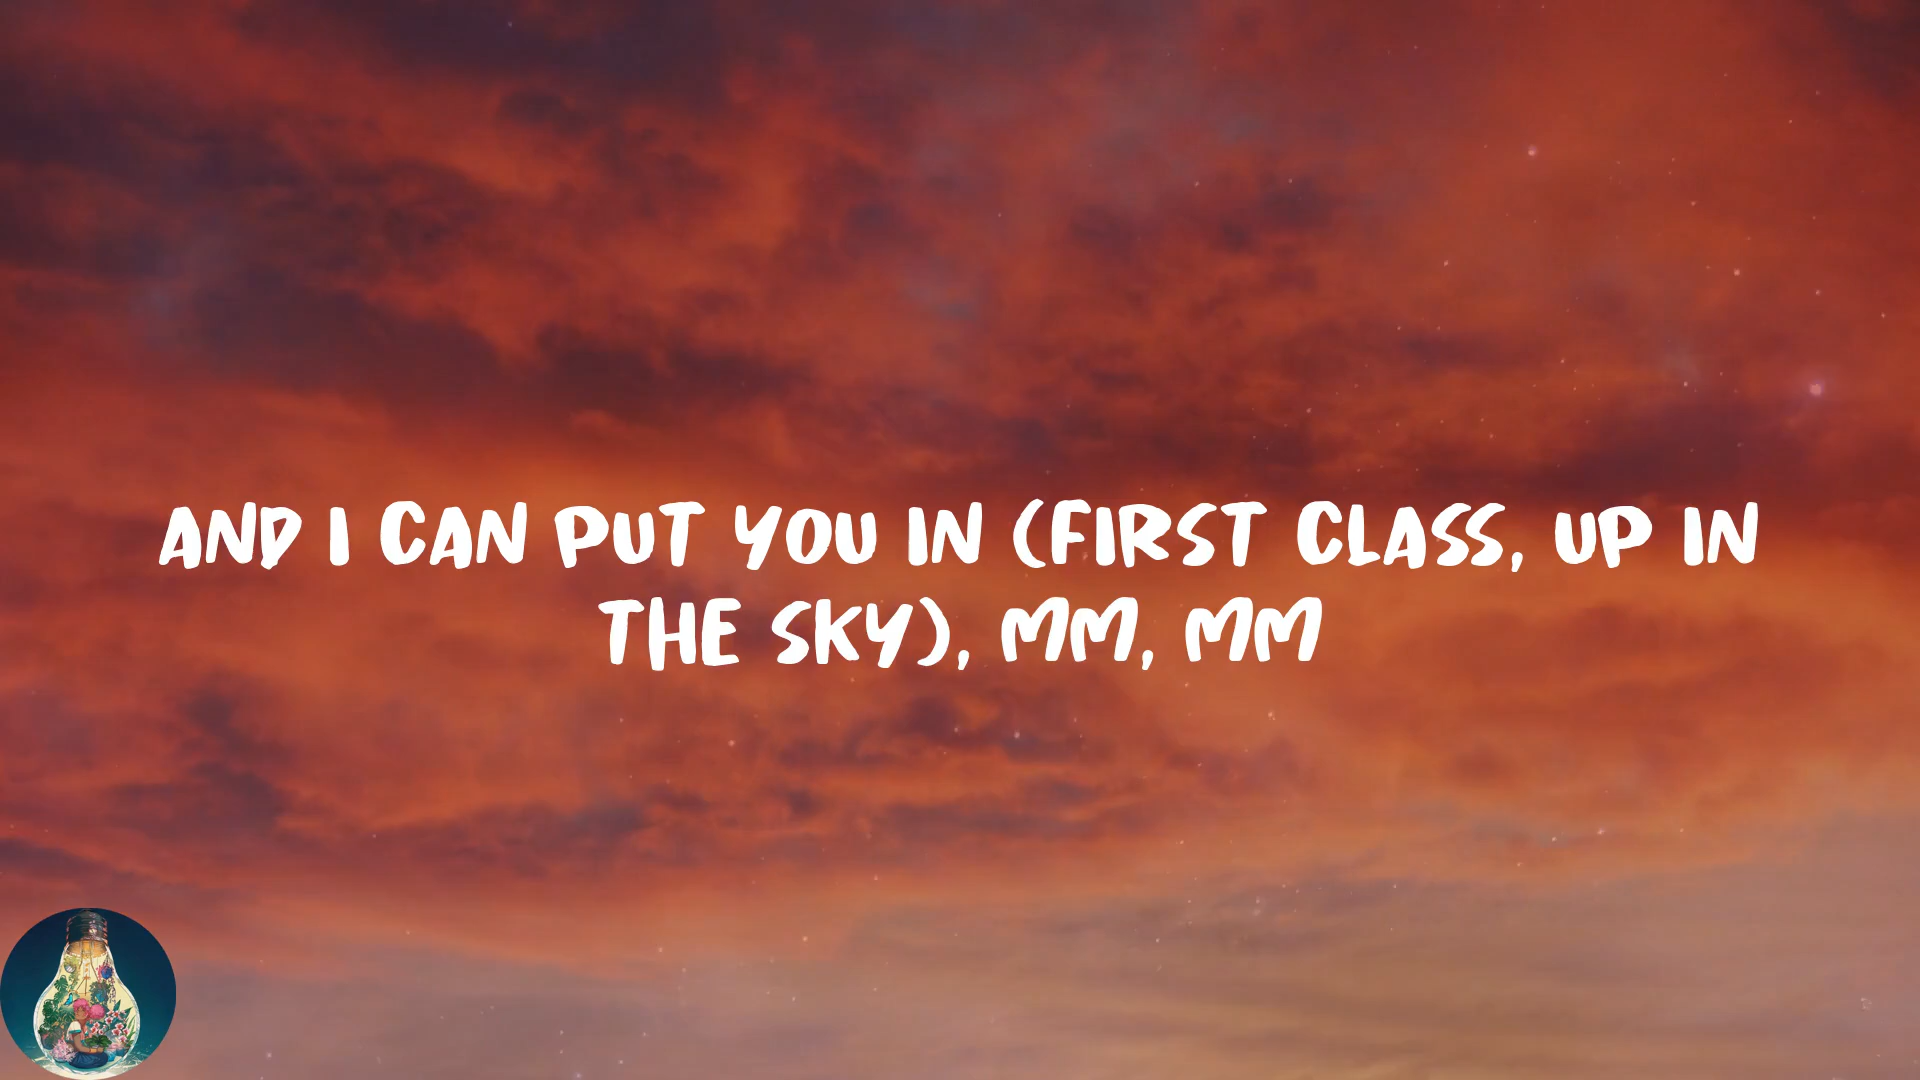 AND I CAN PUT YOU IN (FIRST CLASS, UP IN
THE SKY), MM, MM